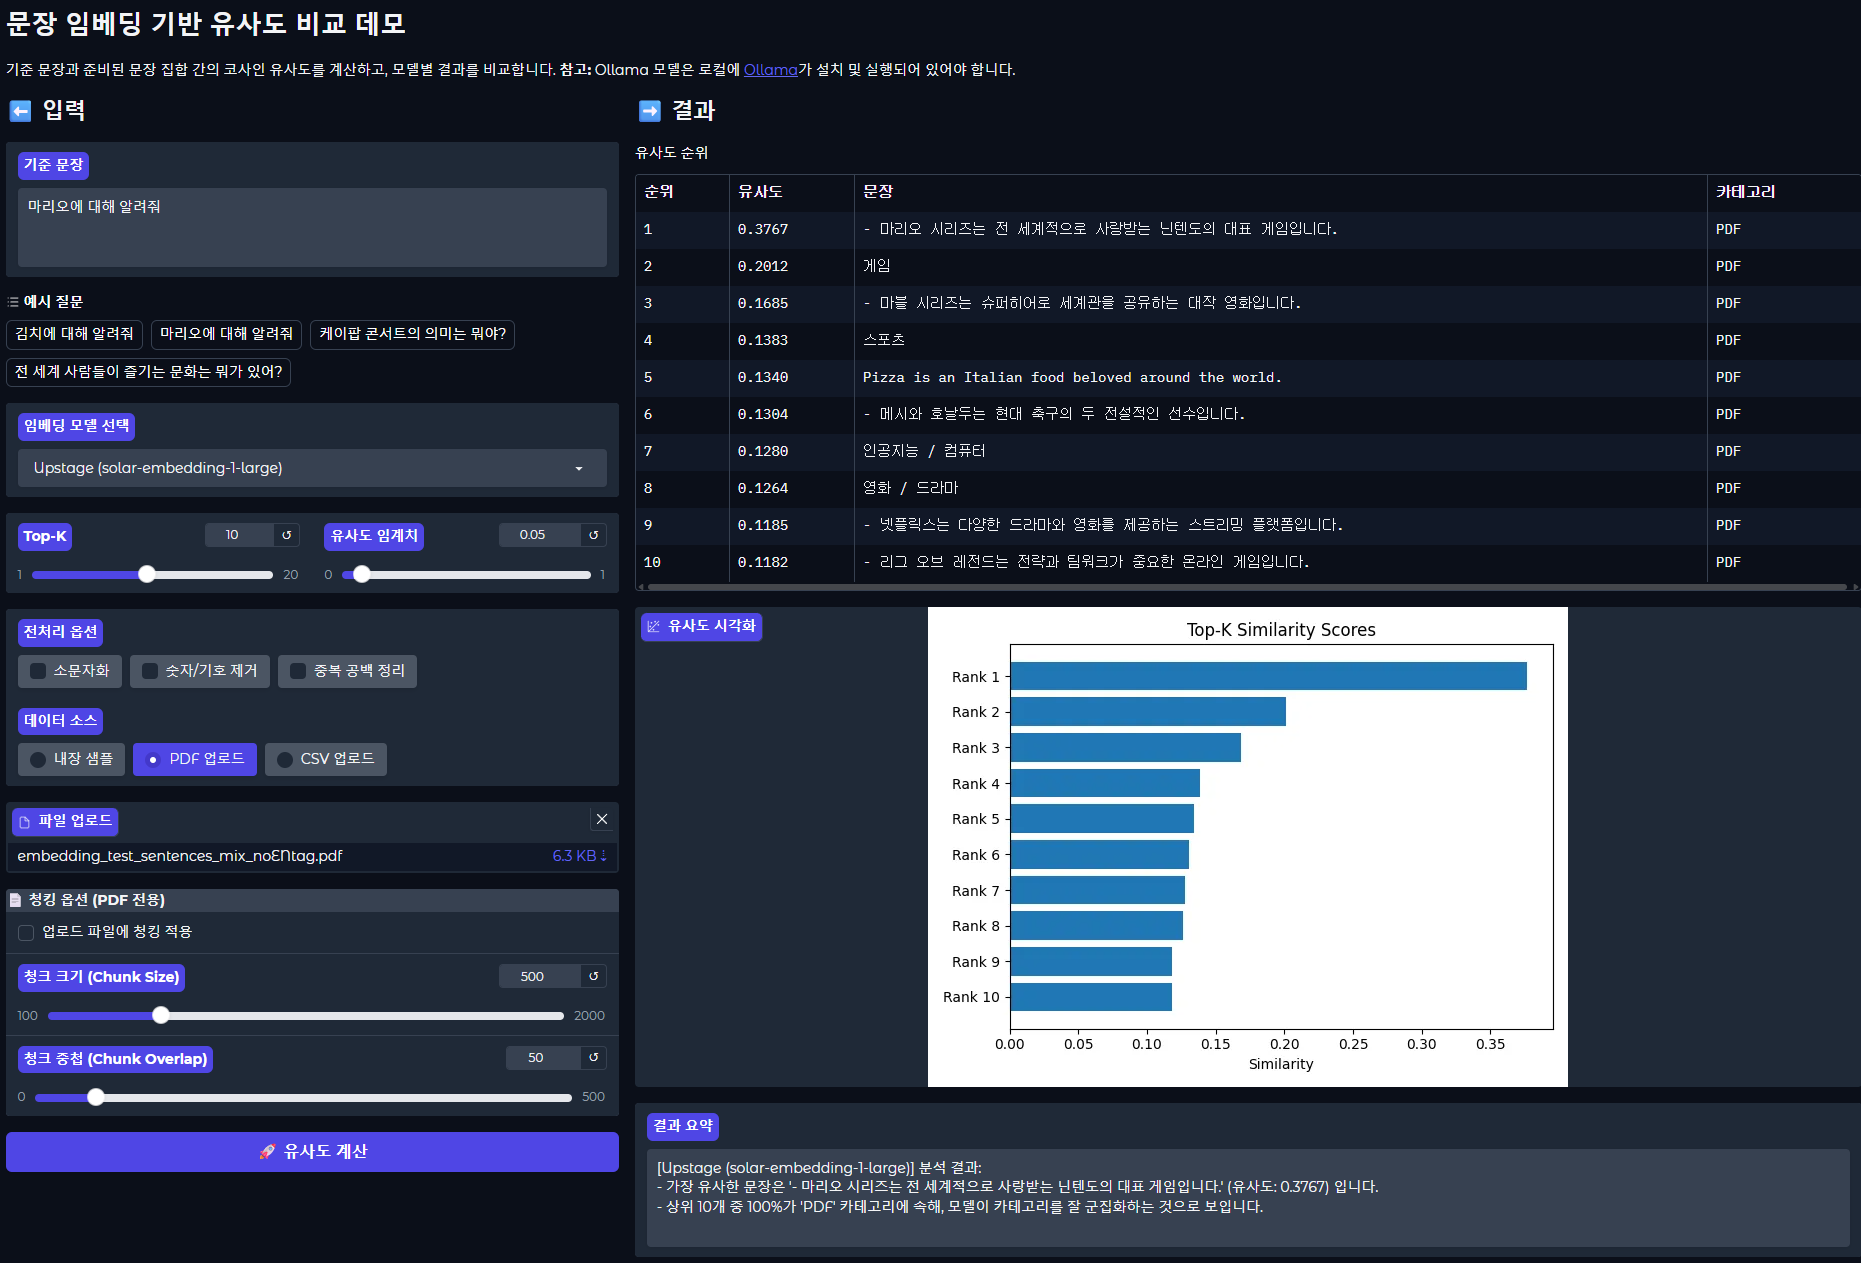 문장 임베딩 기반 유사도 비교 데모
기준 문장과 준비된 문장 집합 간의 코사인 유사도를 계산하고, 모델별 결과를 비교합니다. 참고: Ollama 모델은 로컬에 Ollama가 설치 및 실행되어 있어야 합니다.
입력
기준 문장
마리오에 대해 알려줘
예시 질문
김치에 대해 알려줘 마리오에 대해 알려줘 케이팝 콘서트의 의미는 뭐야?
전 세계 사람들이 즐기는 문화는 뭐가 있어?
임베딩 모델 선택
Upstage (solar-embedding-1-large)
Top-K 10 ↺ 유사도 임계치 0.05 ↺
1 20 0 1
전처리 옵션
소문자화 숫자/기호 제거 중복 공백 정리
데이터 소스
내장 샘플 PDF 업로드 CSV 업로드
파일 업로드
embedding_test_sentences_mix_noENtag.pdf 6.3 KB ⇣
청킹 옵션 (PDF 전용)
업로드 파일에 청킹 적용
청크 크기 (Chunk Size) 500 ↺
100 2000
청크 중첩 (Chunk Overlap) 50 ↺
0 500
유사도 계산
결과
유사도 순위
순위 유사도 문장 카테고리
1 0.3767 - 마리오 시리즈는 전 세계적으로 사랑받는 닌텐도의 대표 게임입니다. PDF
2 0.2012 게임 PDF
3 0.1685 - 마블 시리즈는 슈퍼히어로 세계관을 공유하는 대작 영화입니다. PDF
4 0.1383 스포츠 PDF
5 0.1340 Pizza is an Italian food beloved around the world. PDF
6 0.1304 - 메시와 호날두는 현대 축구의 두 전설적인 선수입니다. PDF
7 0.1280 인공지능 / 컴퓨터 PDF
8 0.1264 영화 / 드라마 PDF
9 0.1185 - 넷플릭스는 다양한 드라마와 영화를 제공하는 스트리밍 플랫폼입니다. PDF
10 0.1182 - 리그 오브 레전드는 전략과 팀워크가 중요한 온라인 게임입니다. PDF
유사도 시각화
Top-K Similarity Scores
Rank 1
Rank 2
Rank 3
Rank 4
Rank 5
Rank 6
Rank 7
Rank 8
Rank 9
Rank 10
0.00 0.05 0.10 0.15 0.20 0.25 0.30 0.35
Similarity
결과 요약
[Upstage (solar-embedding-1-large)] 분석 결과:
- 가장 유사한 문장은 '- 마리오 시리즈는 전 세계적으로 사랑받는 닌텐도의 대표 게임입니다.' (유사도: 0.3767) 입니다.
- 상위 10개 중 100%가 'PDF' 카테고리에 속해, 모델이 카테고리를 잘 군집화하는 것으로 보입니다.